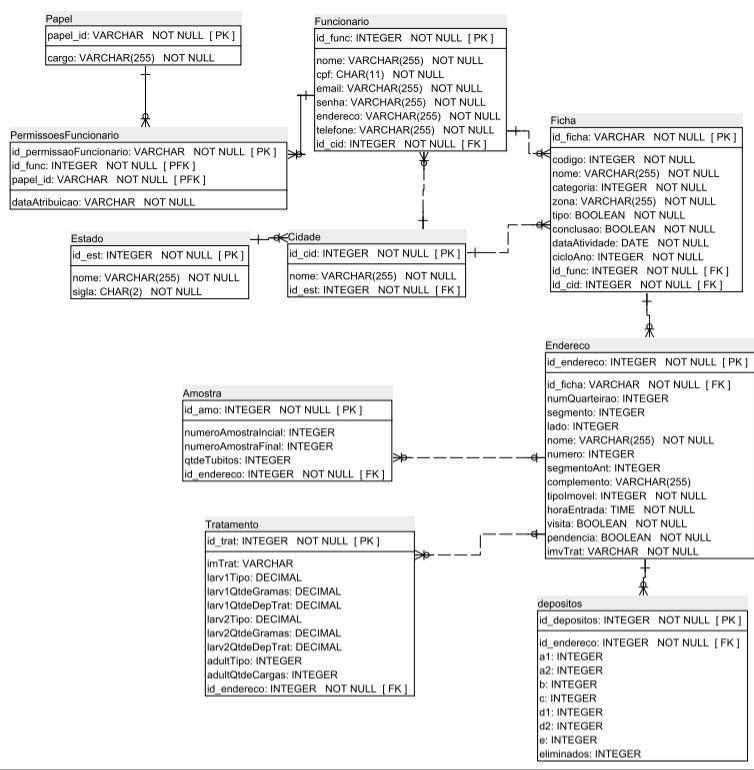 Papel
papel_id: VARCHAR NOT NULL [ PK ]
cargo: VARCHAR(255) NOT NULL
Funcionario
id_func: INTEGER NOT NULL [ PK ]
nome: VARCHAR(255) NOT NULL
cpf: CHAR(11) NOT NULL
email: VARCHAR(255) NOT NULL
senha: VARCHAR(255) NOT NULL
endereco: VARCHAR(255) NOT NULL
telefone: VARCHAR(255) NOT NULL
id_cid: INTEGER NOT NULL [ FK ]
PermissoesFuncionario
id_permissaoFuncionario: VARCHAR NOT NULL [ PK ]
id_func: INTEGER NOT NULL [ PFK ]
papel_id: VARCHAR NOT NULL [ PFK ]
dataAtribuicao: VARCHAR NOT NULL
Ficha
id_ficha: VARCHAR NOT NULL [ PK ]
codigo: INTEGER NOT NULL
nome: VARCHAR(255) NOT NULL
categoria: INTEGER NOT NULL
zona: VARCHAR(255) NOT NULL
tipo: BOOLEAN NOT NULL
conclusao: BOOLEAN NOT NULL
dataAtividade: DATE NOT NULL
cicloAno: INTEGER NOT NULL
id_func: INTEGER NOT NULL [ FK ]
id_cid: INTEGER NOT NULL [ FK ]
Estado
id_est: INTEGER NOT NULL [ PK ]
nome: VARCHAR(255) NOT NULL
sigla: CHAR(2) NOT NULL
Cidade
id_cid: INTEGER NOT NULL [ PK ]
nome: VARCHAR(255) NOT NULL
id_est: INTEGER NOT NULL [ FK ]
Endereco
id_endereco: INTEGER NOT NULL [ PK ]
id_ficha: VARCHAR NOT NULL [ FK ]
numQuarteirao: INTEGER
segmento: INTEGER
lado: INTEGER
nome: VARCHAR(255) NOT NULL
numero: INTEGER
segmentoAnt: INTEGER
complemento: VARCHAR(255)
tipoImovel: INTEGER NOT NULL
horaEntrada: TIME NOT NULL
visita: BOOLEAN NOT NULL
pendencia: BOOLEAN NOT NULL
imvTrat: VARCHAR NOT NULL
Amostra
id_amo: INTEGER NOT NULL [ PK ]
numeroAmostraIncial: INTEGER
numeroAmostraFinal: INTEGER
qtdeTubitos: INTEGER
id_endereco: INTEGER NOT NULL [ FK ]
Tratamento
id_trat: INTEGER NOT NULL [ PK ]
imTrat: VARCHAR
larv1Tipo: DECIMAL
larv1QtdeGramas: DECIMAL
larv1QtdeDepTrat: DECIMAL
larv2Tipo: DECIMAL
larv2QtdeGramas: DECIMAL
larv2QtdeDepTrat: DECIMAL
adultTipo: INTEGER
adultQtdeCargas: INTEGER
id_endereco: INTEGER NOT NULL [ FK ]
depositos
id_depositos: INTEGER NOT NULL [ PK ]
id_endereco: INTEGER NOT NULL [ FK ]
a1: INTEGER
a2: INTEGER
b: INTEGER
c: INTEGER
d1: INTEGER
d2: INTEGER
e: INTEGER
eliminados: INTEGER